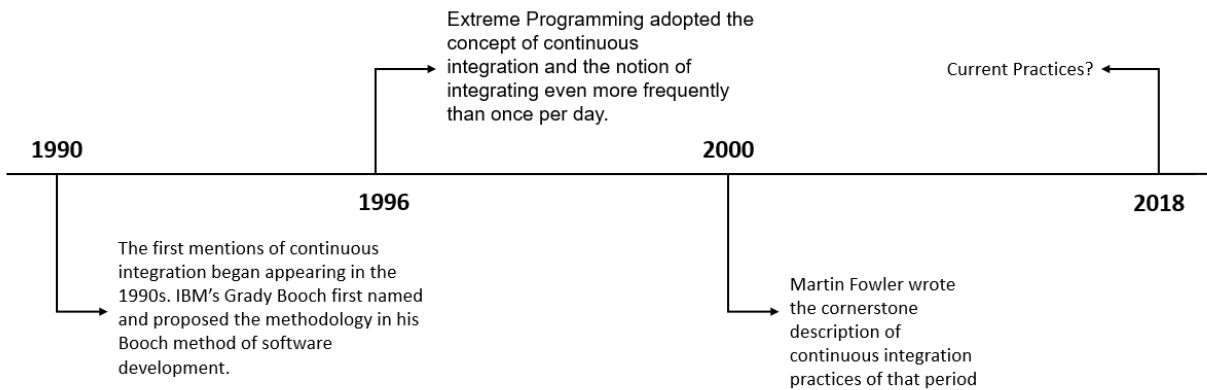 Extreme Programming adopted the
concept of continuous
integration and the notion of
integrating even more frequently
than once per day.
Current Practices?
1990
2000
1996
2018
The first mentions of continuous
integration began appearing in the
1990s. IBM’s Grady Booch first named
and proposed the methodology in his
Booch method of software
development.
Martin Fowler wrote
the cornerstone
description of
continuous integration
practices of that period